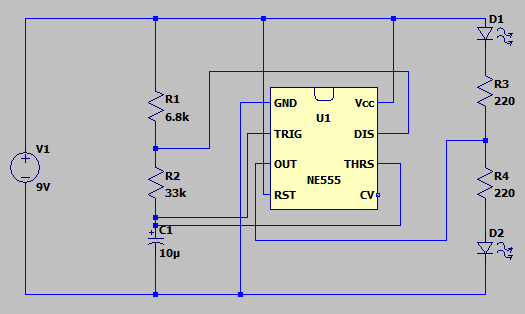 D1
R1
6.8k
R3
220
GND
Vcc
U1
TRIG
DIS
V1
9V
R2
33k
OUT
THRS
NE555
RST
CV
R4
220
C1
10µ
D2